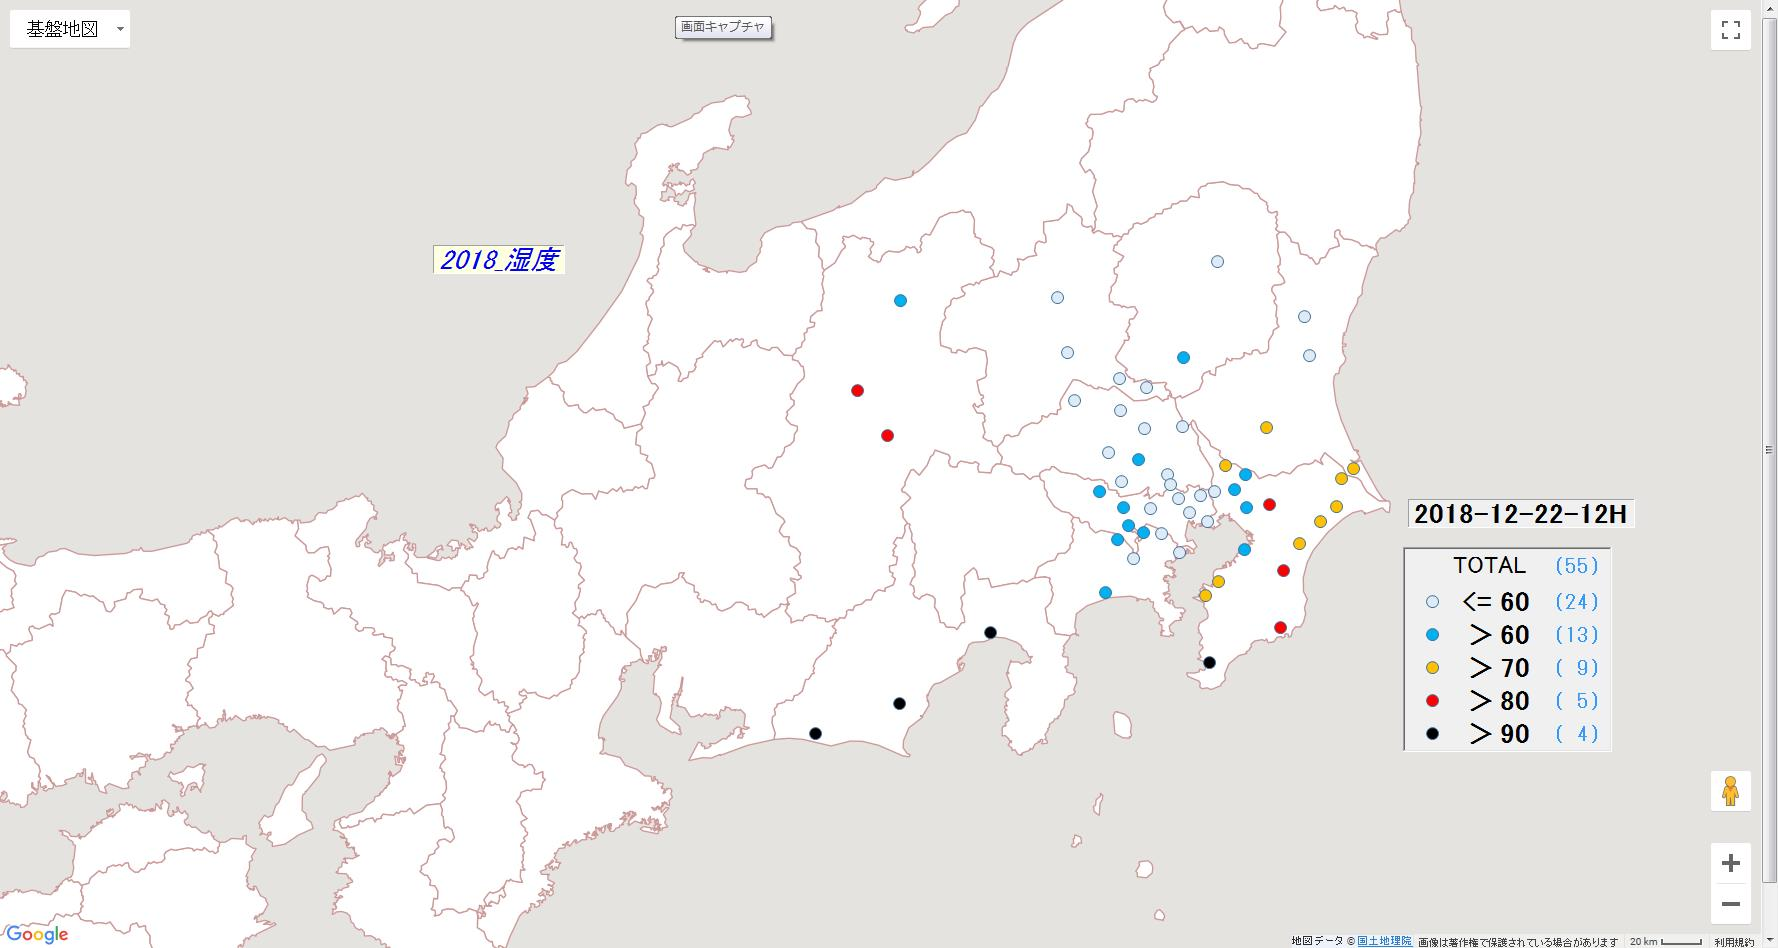 基盤地図
画面キャプチャ
2018_湿度
2018-12-22-12H
TOTAL (55)
<= 60 (24)
> 60 (13)
> 70 ( 9)
> 80 ( 5)
> 90 ( 4)
Google
地図データ © 国土地理院 画像は著作権で保護されている場合があります 20 km 利用規約